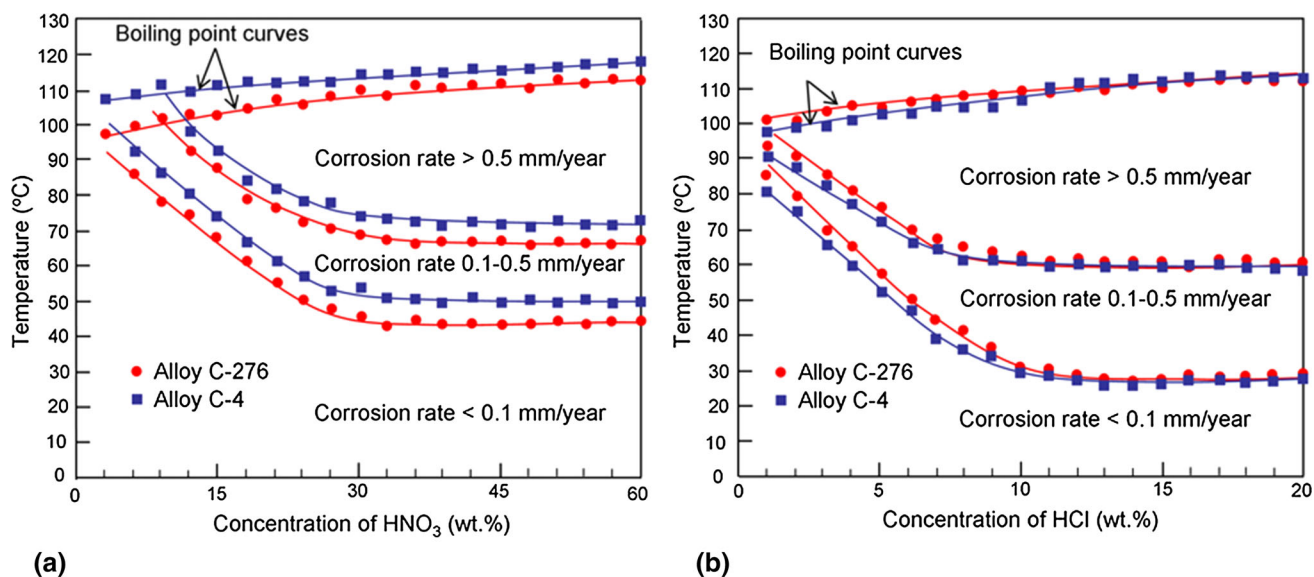 130
120
110
100
90
80
70
60
50
40
30
20
10
0
Temperature (ºC)
Boiling point curves
Corrosion rate > 0.5 mm/year
Corrosion rate 0.1-0.5 mm/year
Alloy C-276
Alloy C-4
Corrosion rate < 0.1 mm/year
0 15 30 45 60
Concentration of HNO₃ (wt.%)
(a)
130
120
110
100
90
80
70
60
50
40
30
20
10
0
Temperature (ºC)
Boiling point curves
Corrosion rate > 0.5 mm/year
Corrosion rate 0.1-0.5 mm/year
Alloy C-276
Alloy C-4
Corrosion rate < 0.1 mm/year
0 5 10 15 20
Concentration of HCl (wt.%)
(b)